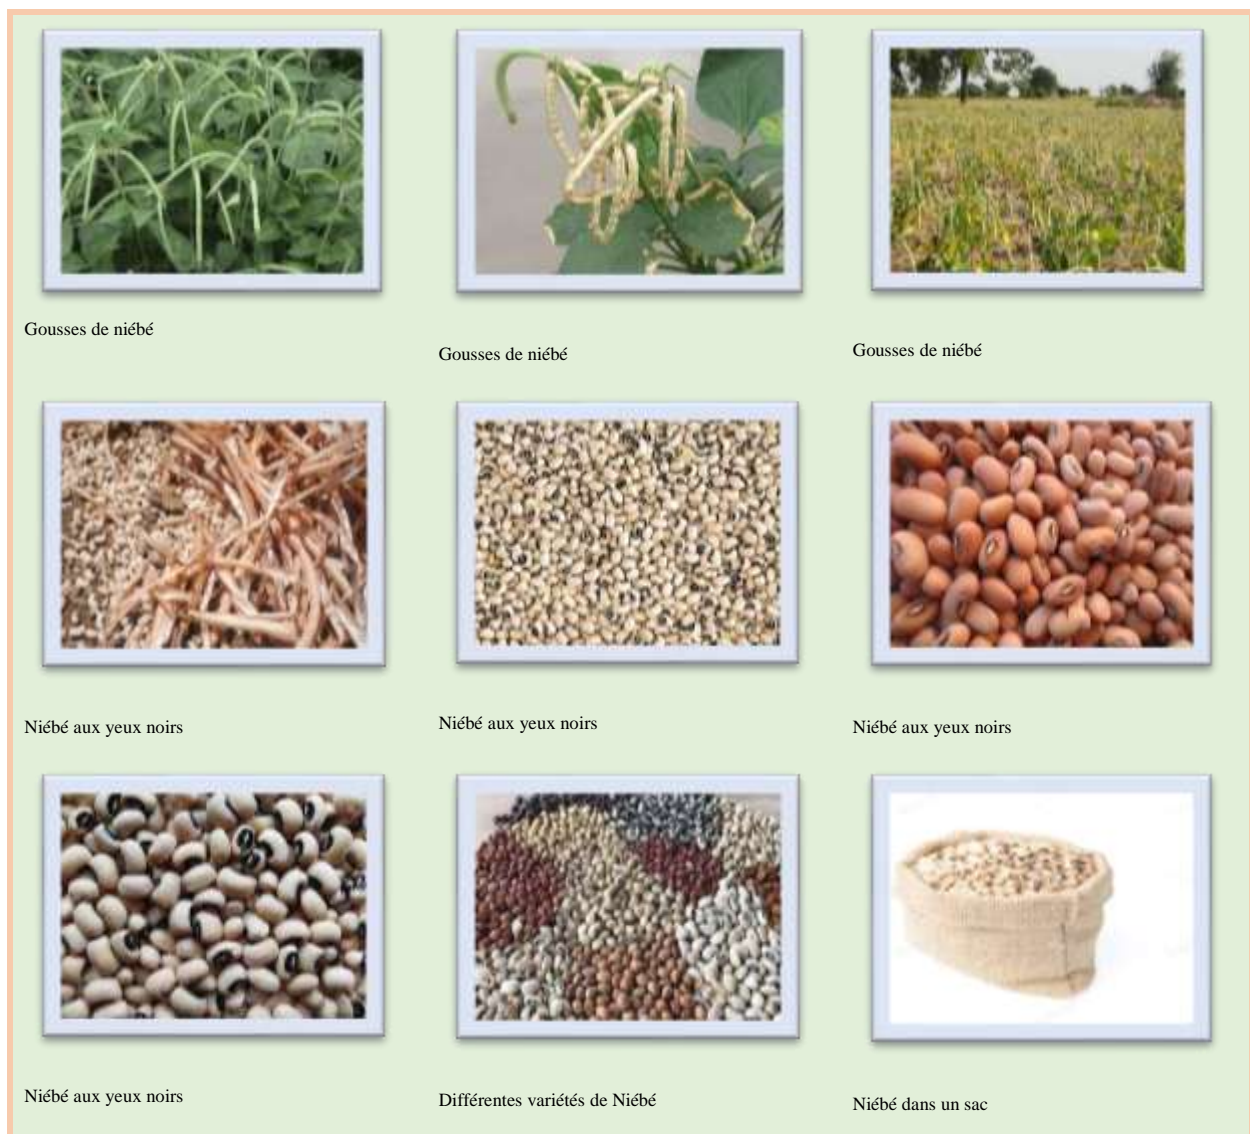 Gousses de niébé
Gousses de niébé
Gousses de niébé
Niébé aux yeux noirs
Niébé aux yeux noirs
Niébé aux yeux noirs
Niébé aux yeux noirs
Différentes variétés de Niébé
Niébé dans un sac